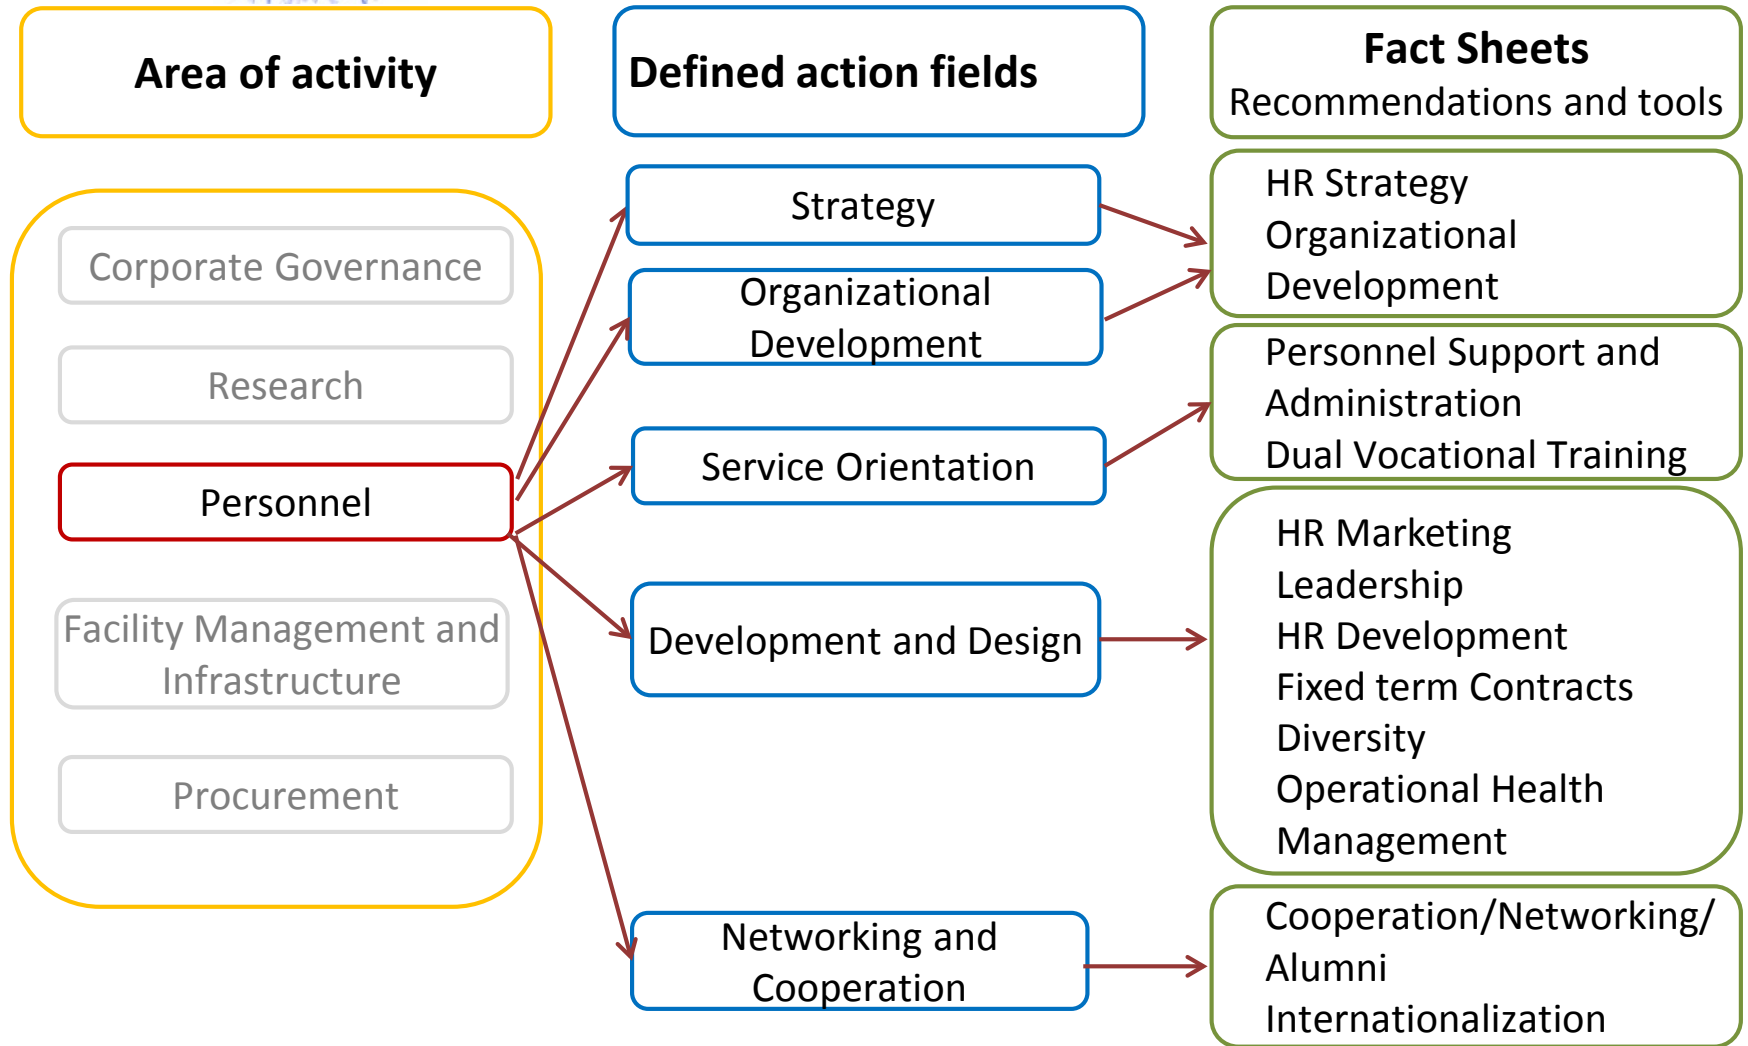 Area of activity
Defined action fields
Fact Sheets
Recommendations and tools
Corporate Governance
Research
Personnel
Facility Management and
Infrastructure
Procurement
Strategy
Organizational
Development
Service Orientation
Development and Design
Networking and
Cooperation
HR Strategy
Organizational
Development
Personnel Support and
Administration
Dual Vocational Training
HR Marketing
Leadership
HR Development
Fixed term Contracts
Diversity
Operational Health
Management
Cooperation/Networking/
Alumni
Internationalization